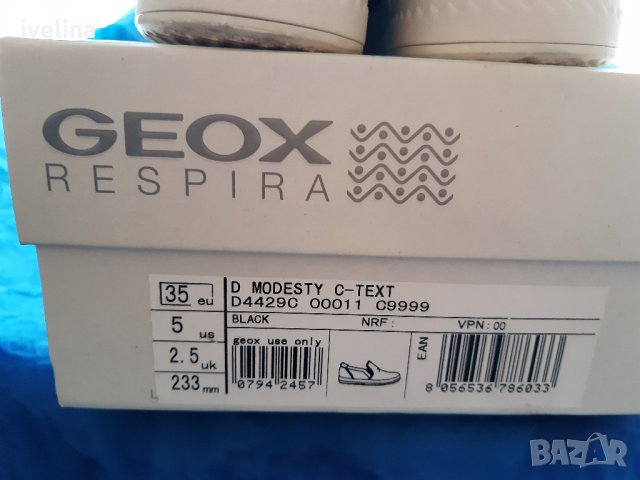 ivelina
GEOX
RESPIRA
35 eu
D MODESTY C-TEXT
D4429C 00011 C9999
5 us
BLACK NRF: VPN: 00
2.5 uk
geox use only
EAN
233 mm
0794 2457
8 056536 786033
BAZAR